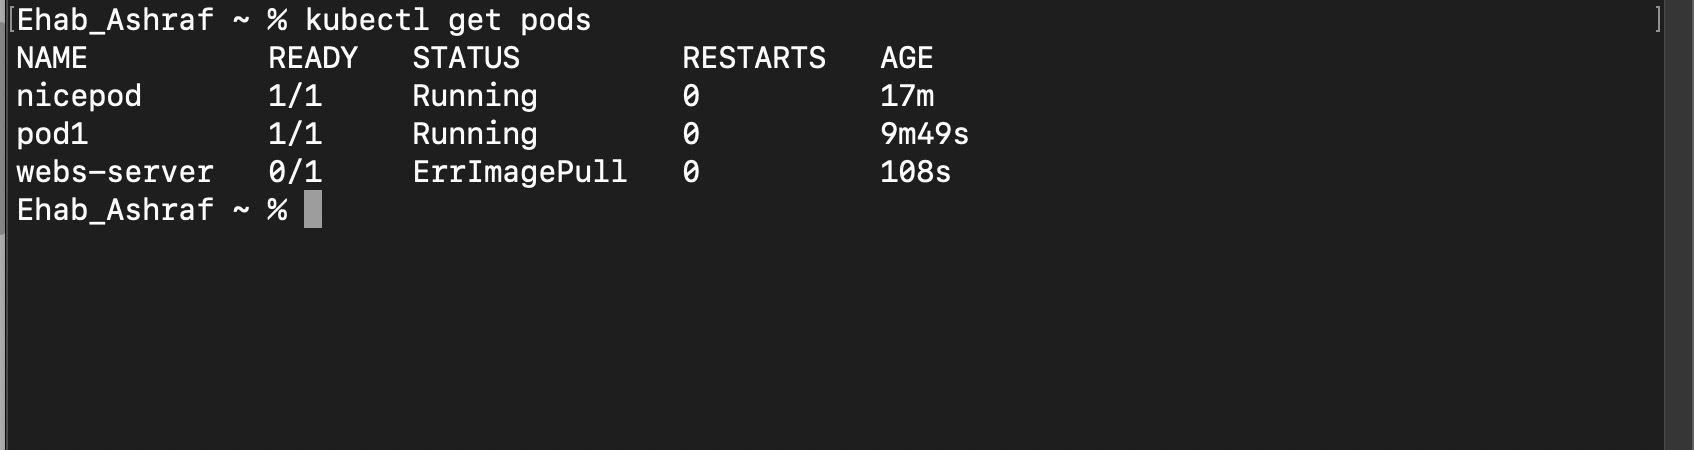 [Ehab_Ashraf ~ % kubectl get pods ]
NAME READY STATUS RESTARTS AGE
nicepod 1/1 Running 0 17m
pod1 1/1 Running 0 9m49s
webs-server 0/1 ErrImagePull 0 108s
Ehab_Ashraf ~ %